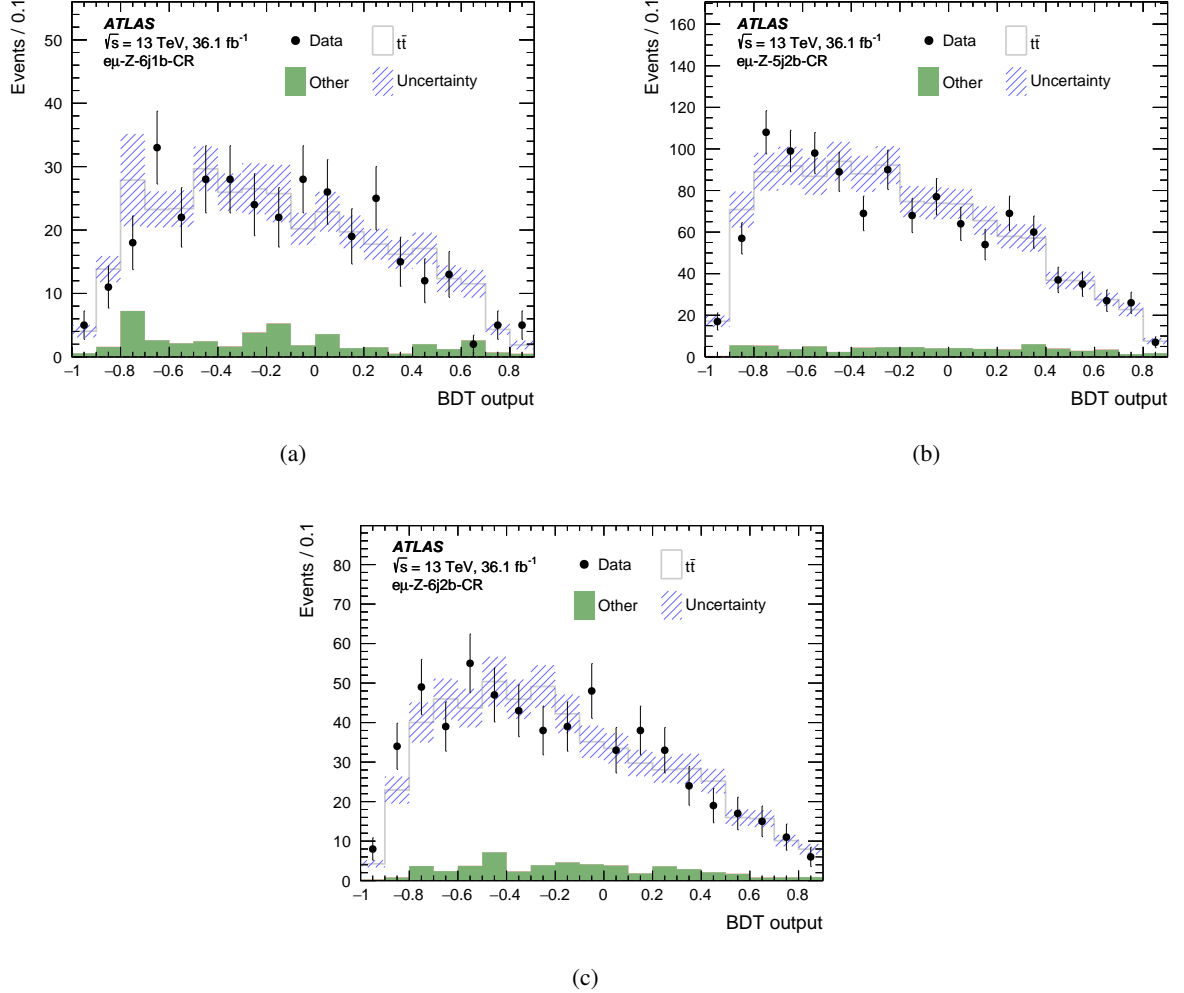 Events / 0.1
ATLAS
√s = 13 TeV, 36.1 fb⁻¹
eμ-Z-6j1b-CR
Data
tt̄
Other
Uncertainty
50
40
30
20
10
0
−1 −0.8 −0.6 −0.4 −0.2 0 0.2 0.4 0.6 0.8
BDT output
(a)
Events / 0.1
ATLAS
√s = 13 TeV, 36.1 fb⁻¹
eμ-Z-5j2b-CR
Data
tt̄
Other
Uncertainty
160
140
120
100
80
60
40
20
0
−1 −0.8 −0.6 −0.4 −0.2 0 0.2 0.4 0.6 0.8
BDT output
(b)
Events / 0.1
ATLAS
√s = 13 TeV, 36.1 fb⁻¹
eμ-Z-6j2b-CR
Data
tt̄
Other
Uncertainty
80
70
60
50
40
30
20
10
0
−1 −0.8 −0.6 −0.4 −0.2 0 0.2 0.4 0.6 0.8
BDT output
(c)